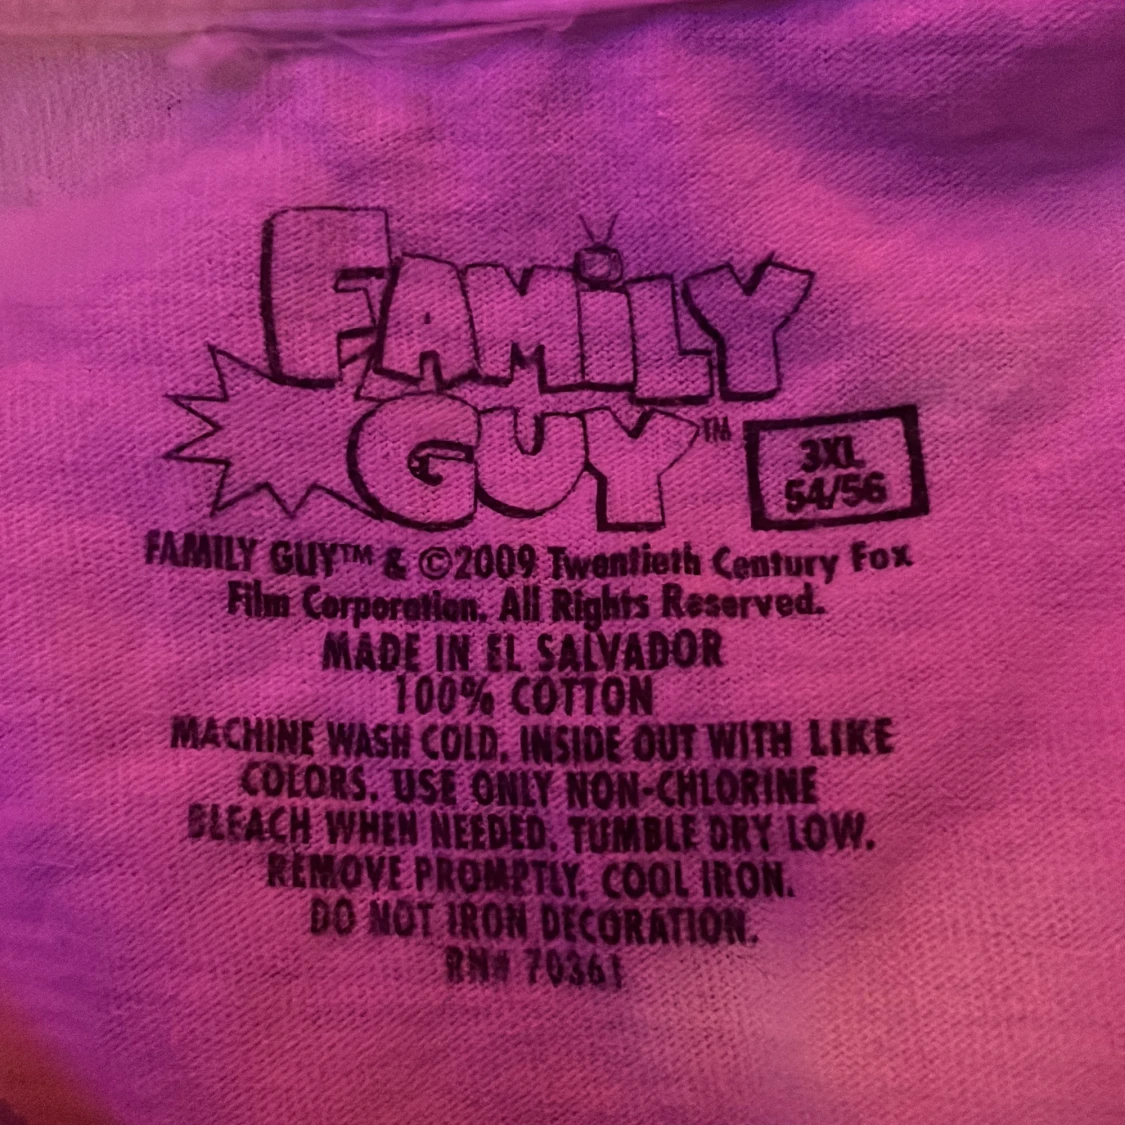 FAMiLY
GUY™
3XL
54/56
FAMILY GUY™ & ©2009 Twentieth Century Fox
Film Corporation. All Rights Reserved.
MADE IN EL SALVADOR
100% COTTON
MACHINE WASH COLD, INSIDE OUT WITH LIKE
COLORS. USE ONLY NON-CHLORINE
BLEACH WHEN NEEDED. TUMBLE DRY LOW.
REMOVE PROMPTLY. COOL IRON.
DO NOT IRON DECORATION.
RN# 70361